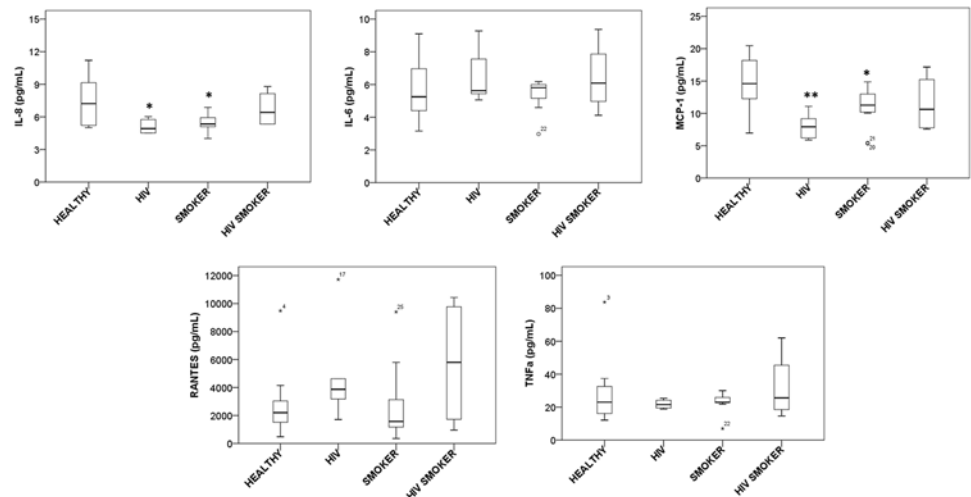 IL-8 (pg/mL)
15
12
9
6
3
0
*
*
HEALTHY
HIV
SMOKER
HIV SMOKER
IL-6 (pg/mL)
10
8
6
4
2
0
22
HEALTHY
HIV
SMOKER
HIV SMOKER
MCP-1 (pg/mL)
25
20
15
10
5
0
**
*
HEALTHY
HIV
SMOKER
HIV SMOKER
RANTES (pg/mL)
12000
10000
8000
6000
4000
2000
0
4
17
25
HEALTHY
HIV
SMOKER
HIV SMOKER
TNFa (pg/mL)
100
80
60
40
20
0
3
22
HEALTHY
HIV
SMOKER
HIV SMOKER